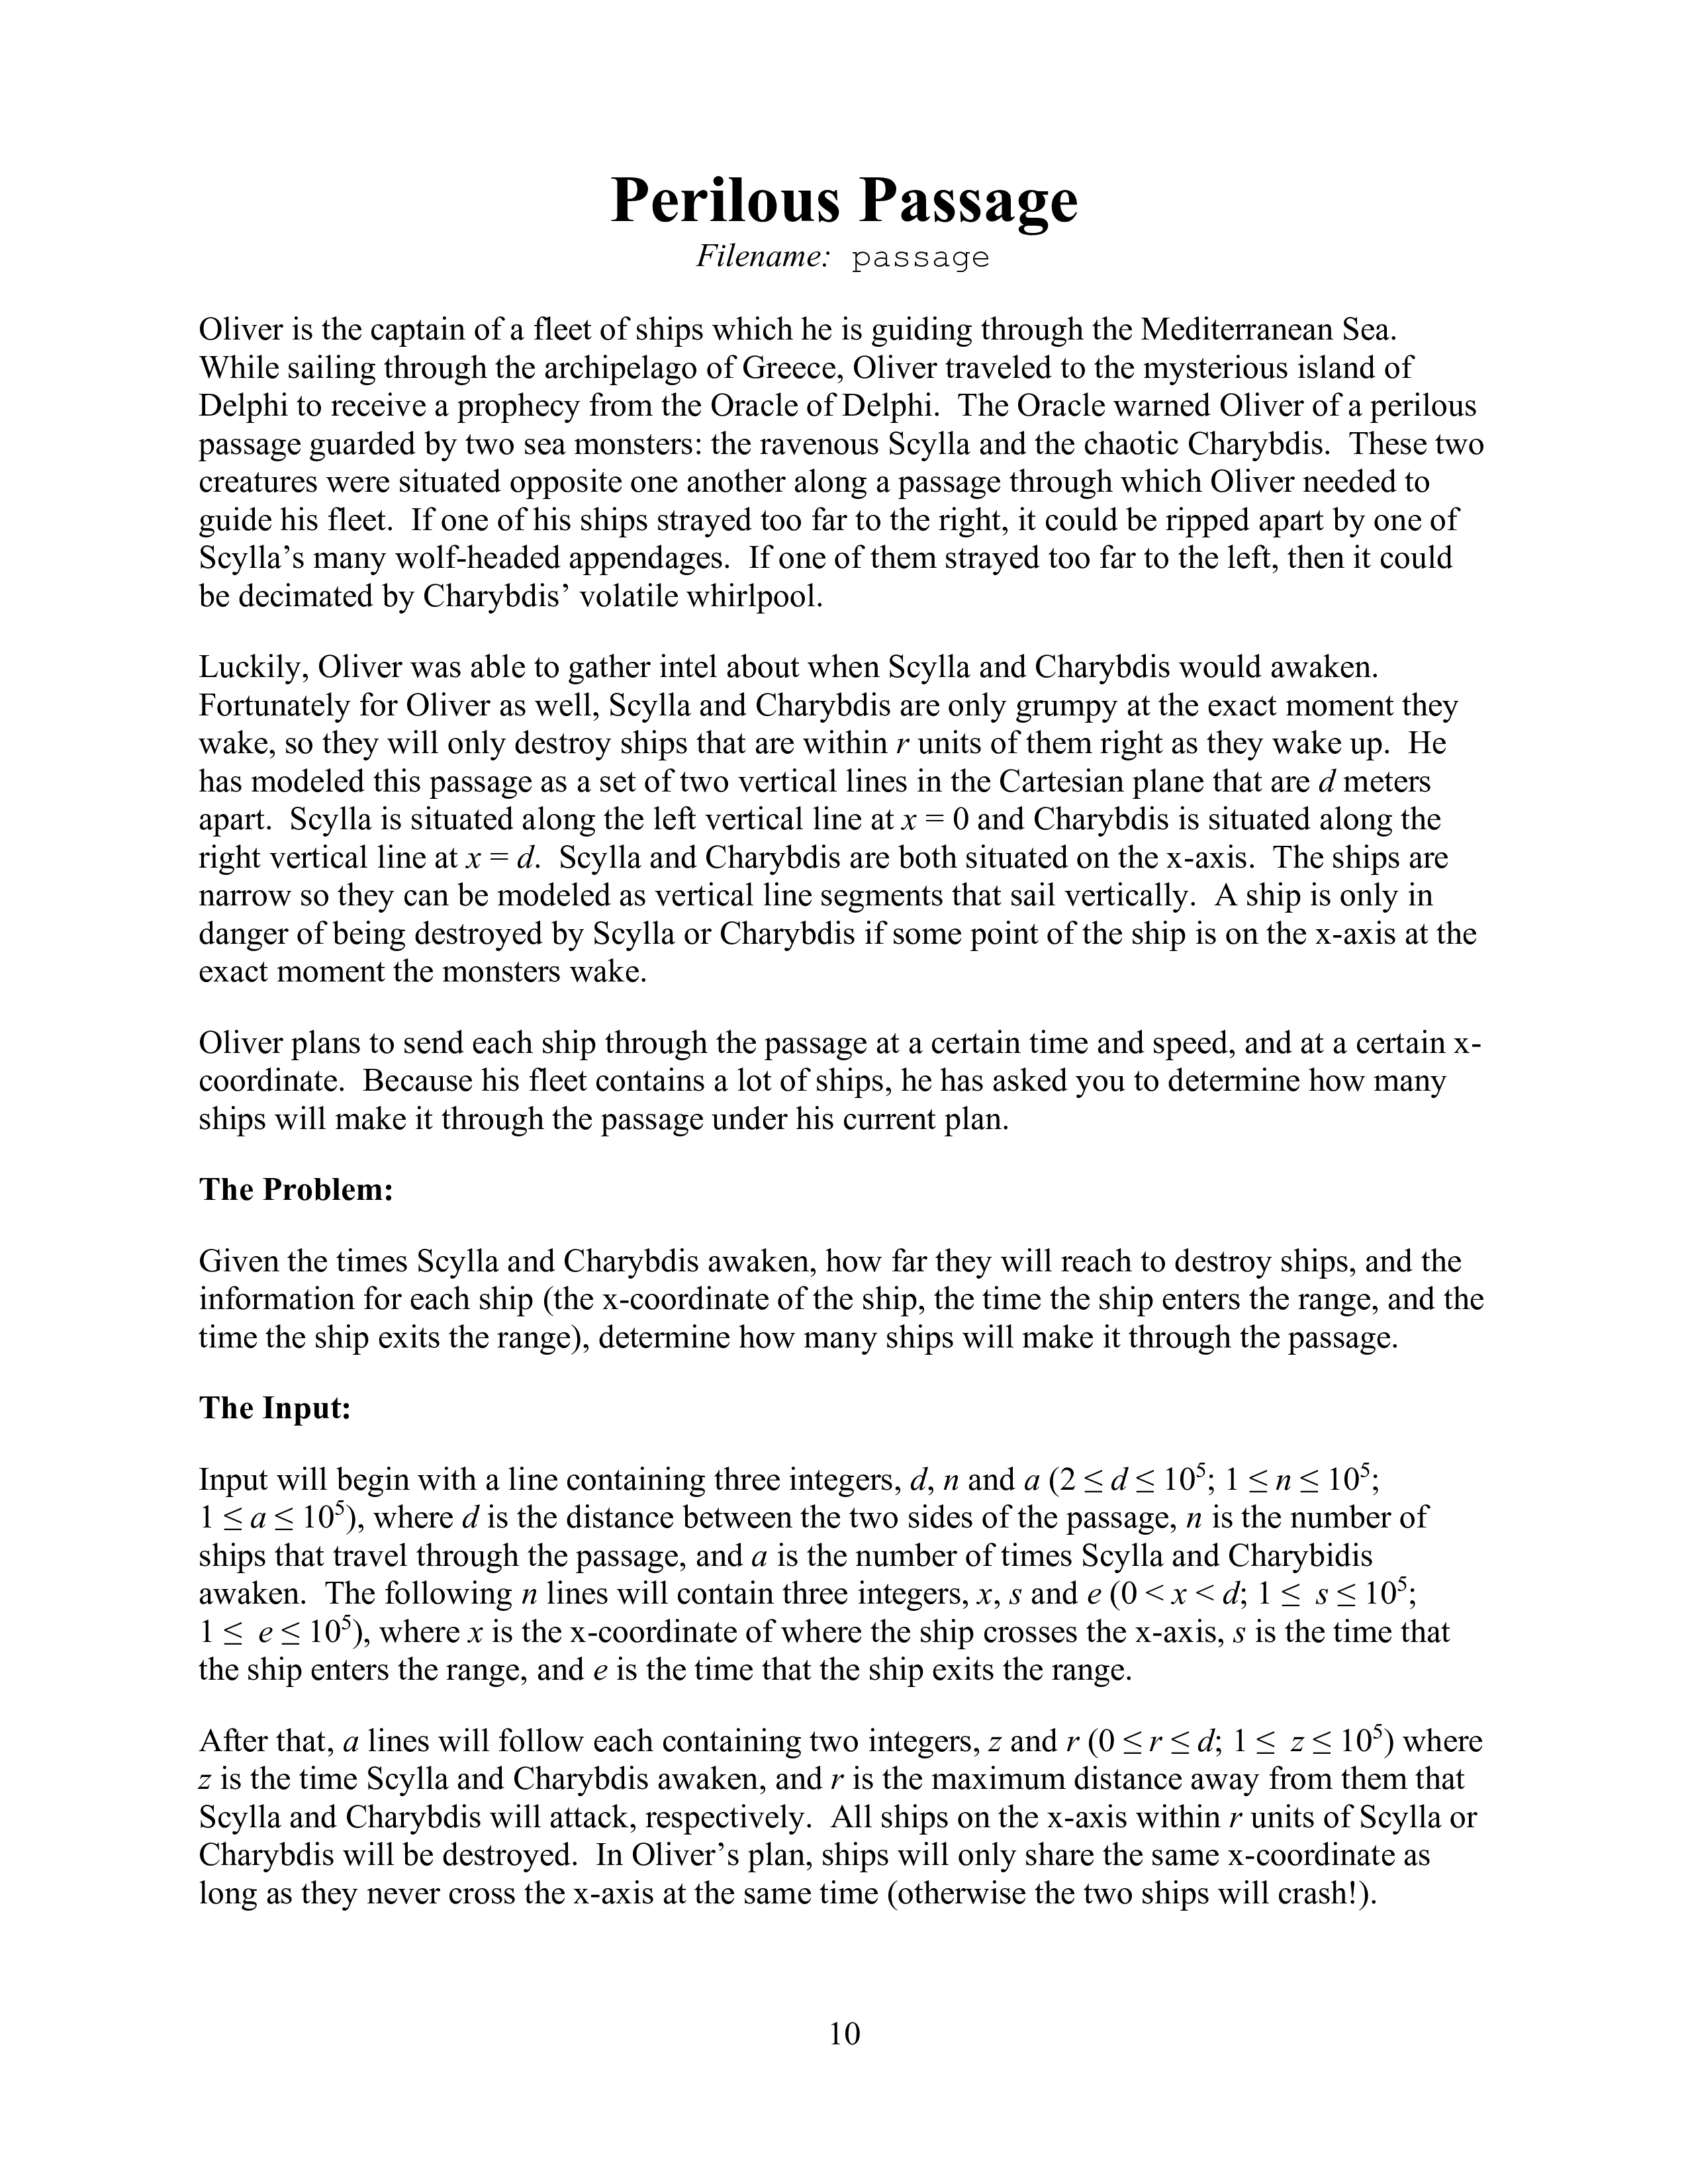 Perilous Passage
Filename: passage
Oliver is the captain of a fleet of ships which he is guiding through the Mediterranean Sea.
While sailing through the archipelago of Greece, Oliver traveled to the mysterious island of
Delphi to receive a prophecy from the Oracle of Delphi. The Oracle warned Oliver of a perilous
passage guarded by two sea monsters: the ravenous Scylla and the chaotic Charybdis. These two
creatures were situated opposite one another along a passage through which Oliver needed to
guide his fleet. If one of his ships strayed too far to the right, it could be ripped apart by one of
Scylla’s many wolf-headed appendages. If one of them strayed too far to the left, then it could
be decimated by Charybdis’ volatile whirlpool.
Luckily, Oliver was able to gather intel about when Scylla and Charybdis would awaken.
Fortunately for Oliver as well, Scylla and Charybdis are only grumpy at the exact moment they
wake, so they will only destroy ships that are within r units of them right as they wake up. He
has modeled this passage as a set of two vertical lines in the Cartesian plane that are d meters
apart. Scylla is situated along the left vertical line at x = 0 and Charybdis is situated along the
right vertical line at x = d. Scylla and Charybdis are both situated on the x-axis. The ships are
narrow so they can be modeled as vertical line segments that sail vertically. A ship is only in
danger of being destroyed by Scylla or Charybdis if some point of the ship is on the x-axis at the
exact moment the monsters wake.
Oliver plans to send each ship through the passage at a certain time and speed, and at a certain x-
coordinate. Because his fleet contains a lot of ships, he has asked you to determine how many
ships will make it through the passage under his current plan.
The Problem:
Given the times Scylla and Charybdis awaken, how far they will reach to destroy ships, and the
information for each ship (the x-coordinate of the ship, the time the ship enters the range, and the
time the ship exits the range), determine how many ships will make it through the passage.
The Input:
Input will begin with a line containing three integers, d, n and a (2 ≤ d ≤ 10⁵; 1 ≤ n ≤ 10⁵;
1 ≤ a ≤ 10⁵), where d is the distance between the two sides of the passage, n is the number of
ships that travel through the passage, and a is the number of times Scylla and Charybidis
awaken. The following n lines will contain three integers, x, s and e (0 < x < d; 1 ≤ s ≤ 10⁵;
1 ≤ e ≤ 10⁵), where x is the x-coordinate of where the ship crosses the x-axis, s is the time that
the ship enters the range, and e is the time that the ship exits the range.
After that, a lines will follow each containing two integers, z and r (0 ≤ r ≤ d; 1 ≤ z ≤ 10⁵) where
z is the time Scylla and Charybdis awaken, and r is the maximum distance away from them that
Scylla and Charybdis will attack, respectively. All ships on the x-axis within r units of Scylla or
Charybdis will be destroyed. In Oliver’s plan, ships will only share the same x-coordinate as
long as they never cross the x-axis at the same time (otherwise the two ships will crash!).
10